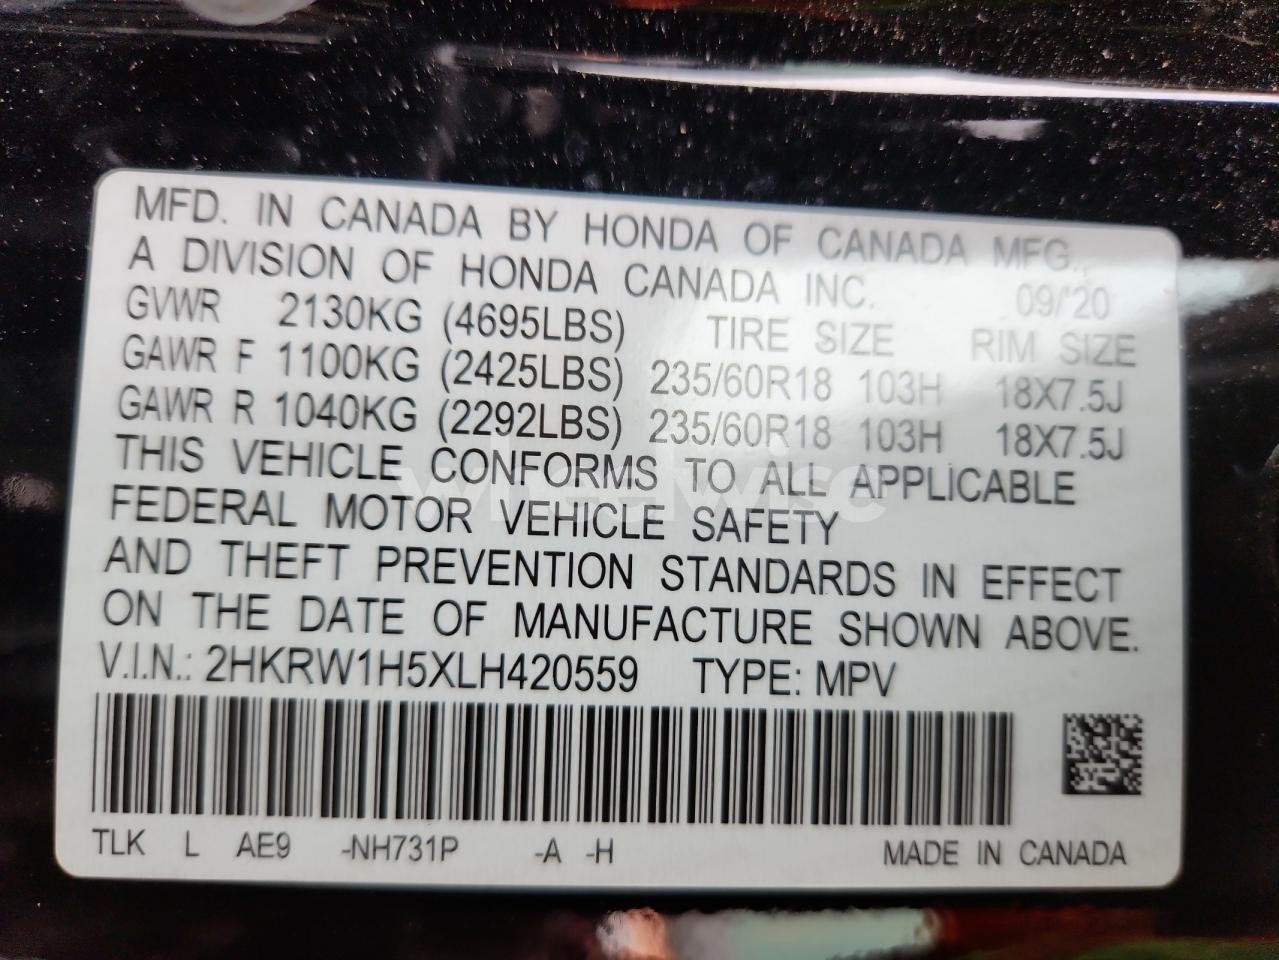 MFD. IN CANADA BY HONDA OF CANADA MFG.,
A DIVISION OF HONDA CANADA INC. 09/'20
GVWR 2130KG (4695LBS) TIRE SIZE RIM SIZE
GAWR F 1100KG (2425LBS) 235/60R18 103H 18X7.5J
GAWR R 1040KG (2292LBS) 235/60R18 103H 18X7.5J
THIS VEHICLE CONFORMS TO ALL APPLICABLE
FEDERAL MOTOR VEHICLE SAFETY
AND THEFT PREVENTION STANDARDS IN EFFECT
ON THE DATE OF MANUFACTURE SHOWN ABOVE.
V.I.N.: 2HKRW1H5XLH420559 TYPE: MPV
TLK L AE9 -NH731P -A -H MADE IN CANADA